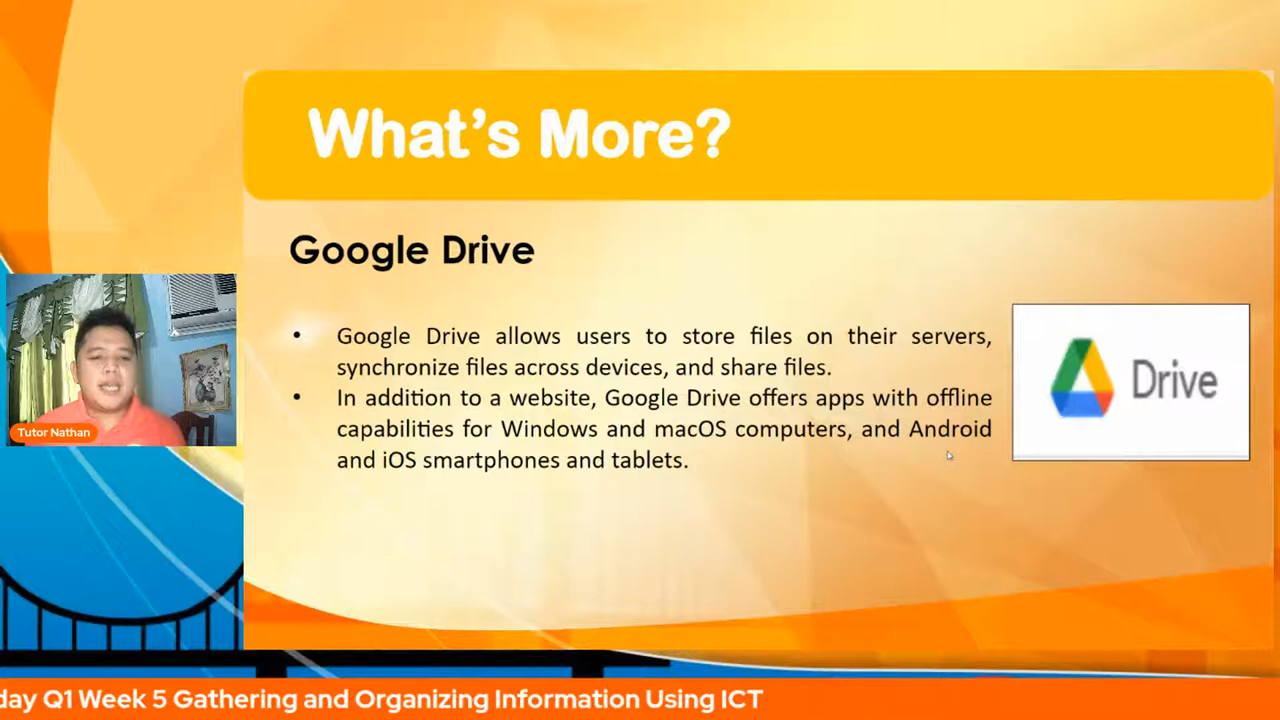 What's More?
Google Drive
• Google Drive allows users to store files on their servers,
synchronize files across devices, and share files.
• In addition to a website, Google Drive offers apps with offline
capabilities for Windows and macOS computers, and Android
and iOS smartphones and tablets.
Drive
Tutor Nathan
day Q1 Week 5 Gathering and Organizing Information Using ICT